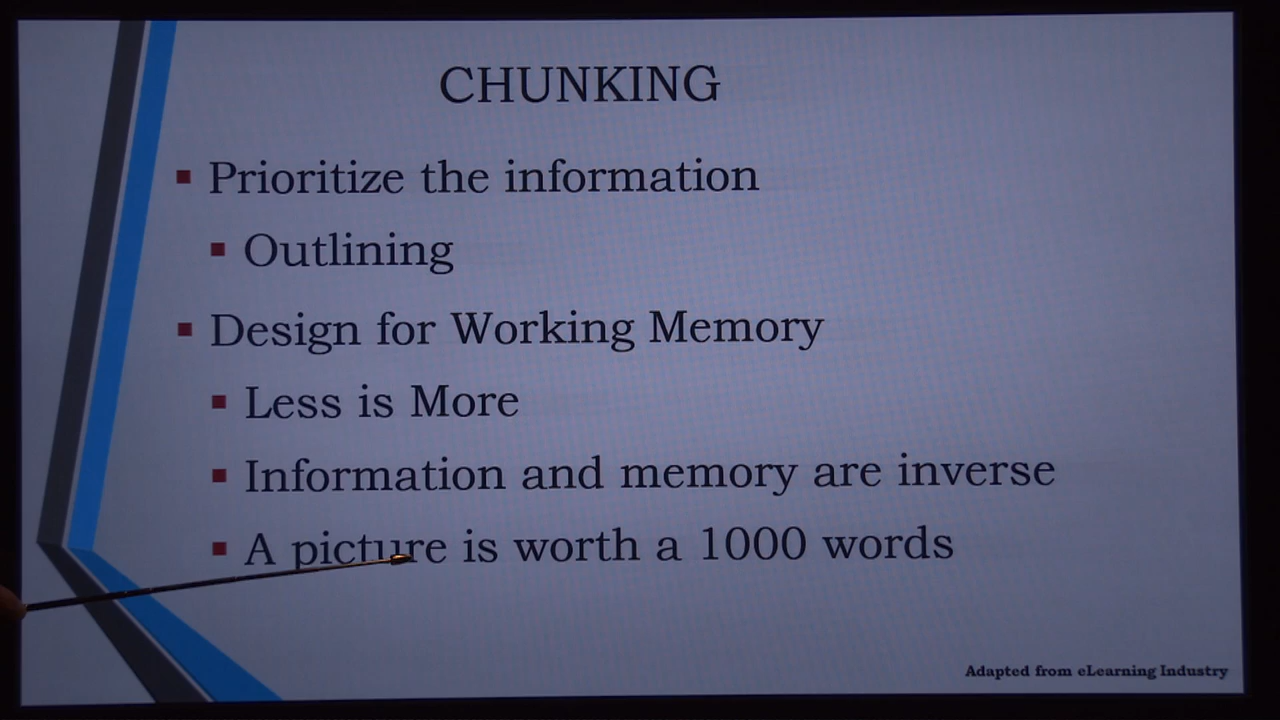 CHUNKING
Prioritize the information
Outlining
Design for Working Memory
Less is More
Information and memory are inverse
A picture is worth a 1000 words
Adapted from eLearning Industry